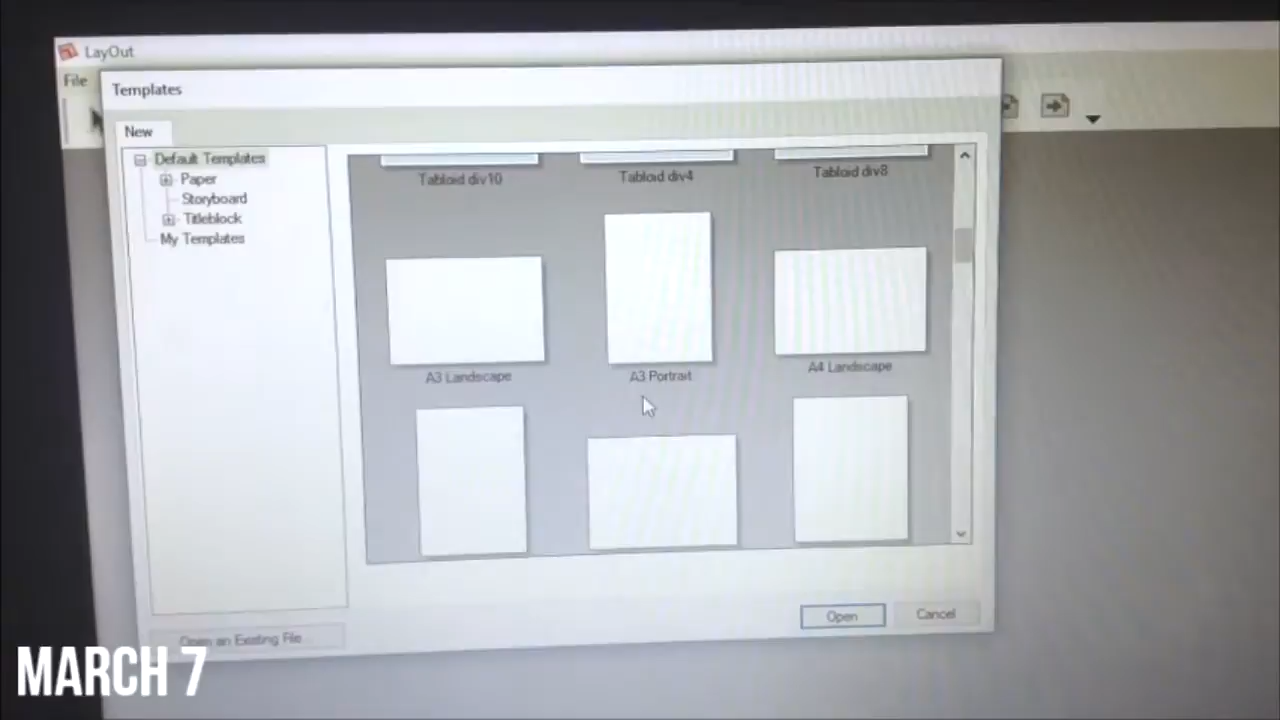 LayOut
File
Templates
New
Default Templates
Paper
Storyboard
Titleblock
My Templates
Tabloid div10
Tabloid div4
Tabloid div8
A3 Landscape
A3 Portrait
A4 Landscape
Open an Existing File...
Open
Cancel
MARCH 7